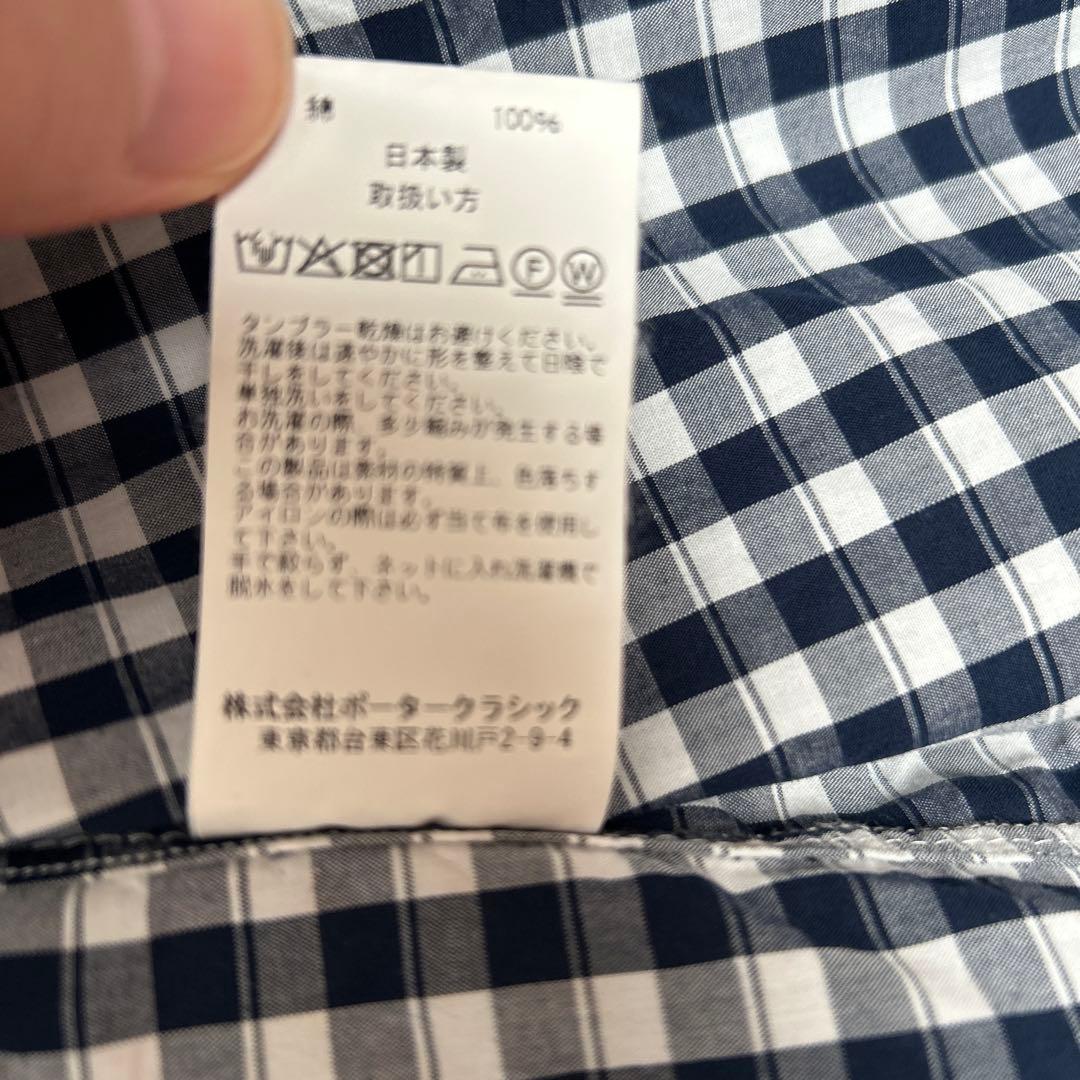 綿 100%
日本製
取扱い方
F W
タンブラー乾燥はお避けください。
洗濯後は速やかに形を整えて日陰で
干しをしてください。
単独洗いをしてください。
お洗濯の際、多少縮みが発生する場
合があります。
この製品は素材の特質上、色落ちす
る場合があります。
アイロンの際は必ず当て布を使用し
て下さい。
手で絞らず、ネットに入れ洗濯機で
脱水をして下さい。
株式会社ポータークラシック
東京都台東区花川戸2-9-4